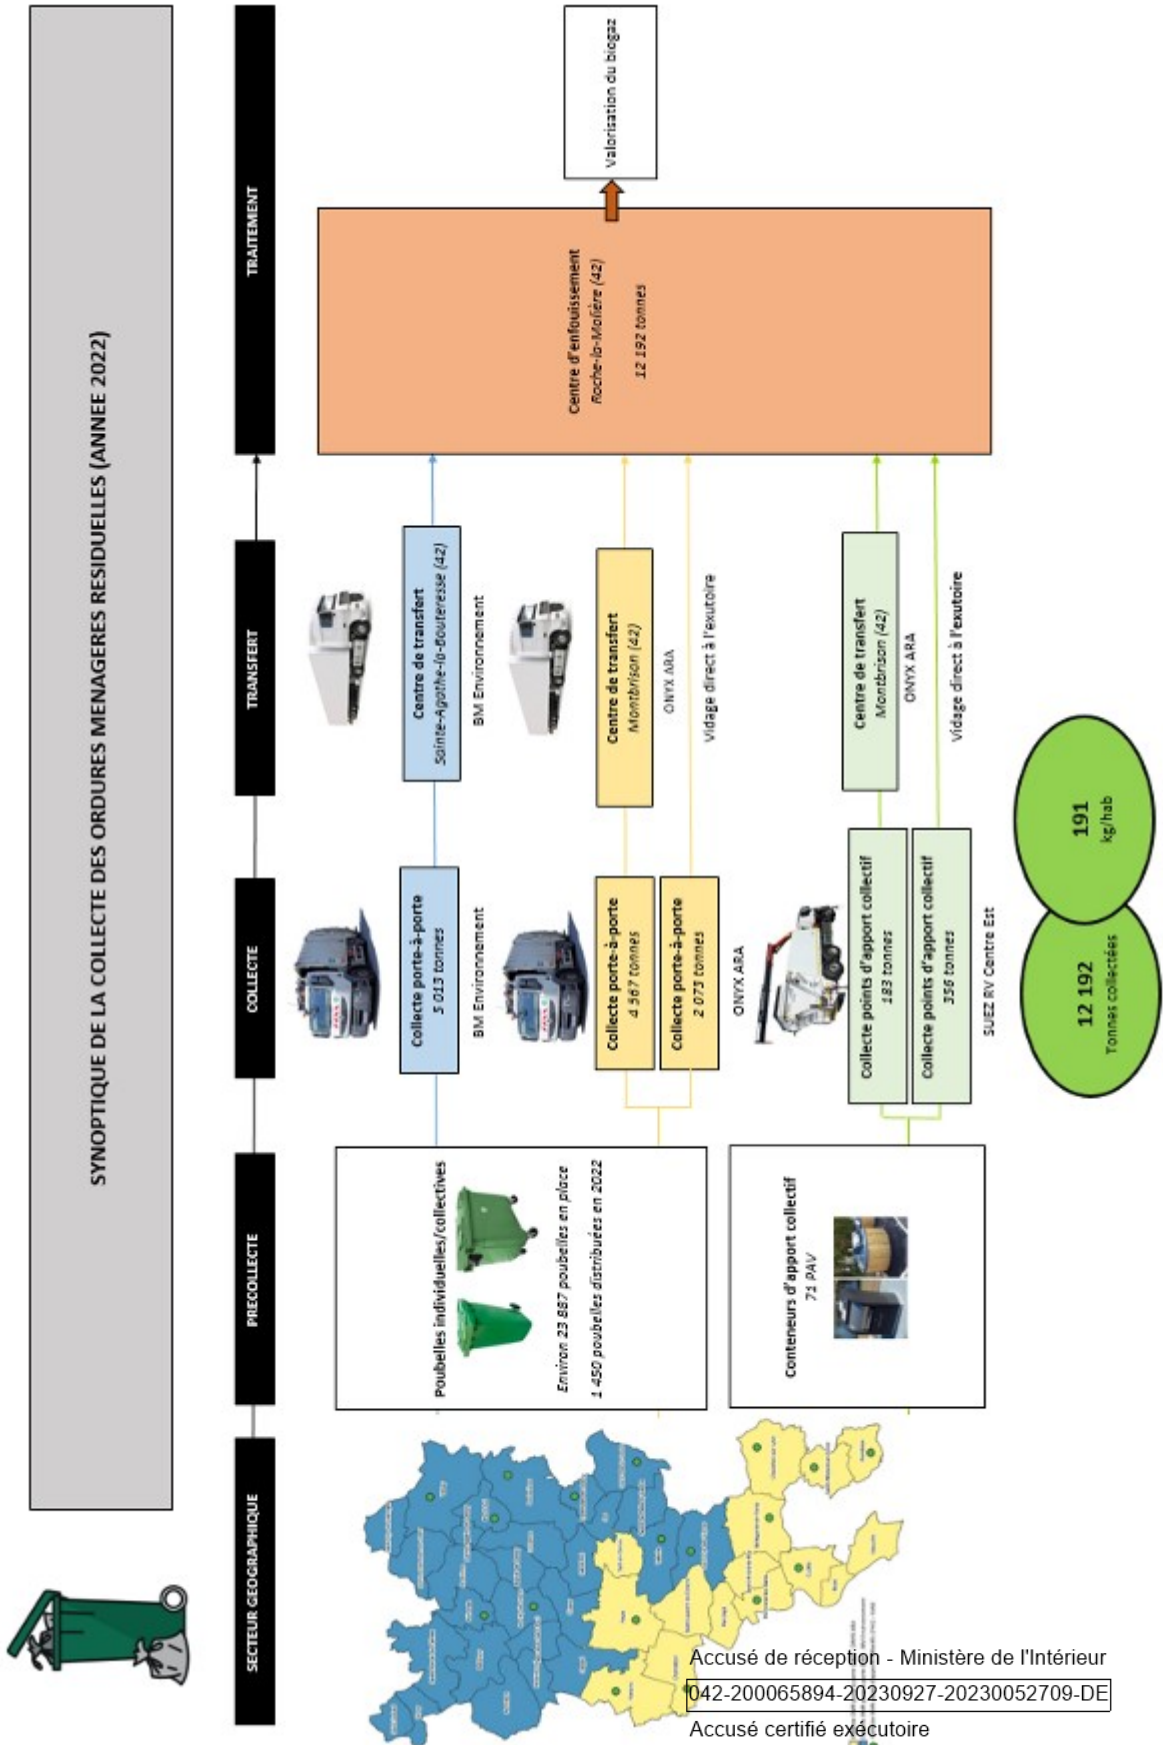 SYNOPTIQUE DE LA COLLECTE DES ORDURES MENAGERES RESIDUELLES (ANNEE 2022)
SECTEUR GEOGRAPHIQUE
PRECOLLECTE
COLLECTE
TRANSFERT
TRAITEMENT
Poubelles individuelles/collectives
Environ 23 887 poubelles en place
1 450 poubelles distribuées en 2022
Conteneurs d'apport collectif
71 PAV
Collecte porte-à-porte
5 013 tonnes
BM Environnement
Collecte porte-à-porte
4 567 tonnes
Collecte porte-à-porte
2 073 tonnes
ONYX ARA
Collecte points d'apport collectif
183 tonnes
Collecte points d'apport collectif
356 tonnes
SUEZ RV Centre Est
Centre de transfert
Sainte-Agathe-la-Bouteresse (42)
BM Environnement
Centre de transfert
Montbrison (42)
ONYX ARA
Vidage direct à l'exutoire
Centre de transfert
Montbrison (42)
ONYX ARA
Vidage direct à l'exutoire
Centre d'enfouissement
Roche-la-Molière (42)
12 192 tonnes
Valorisation du biogaz
12 192
Tonnes collectées
191
kg/hab
Accusé de réception - Ministère de l'Intérieur
042-200065894-20230927-20230052709-DE
Accusé certifié exécutoire